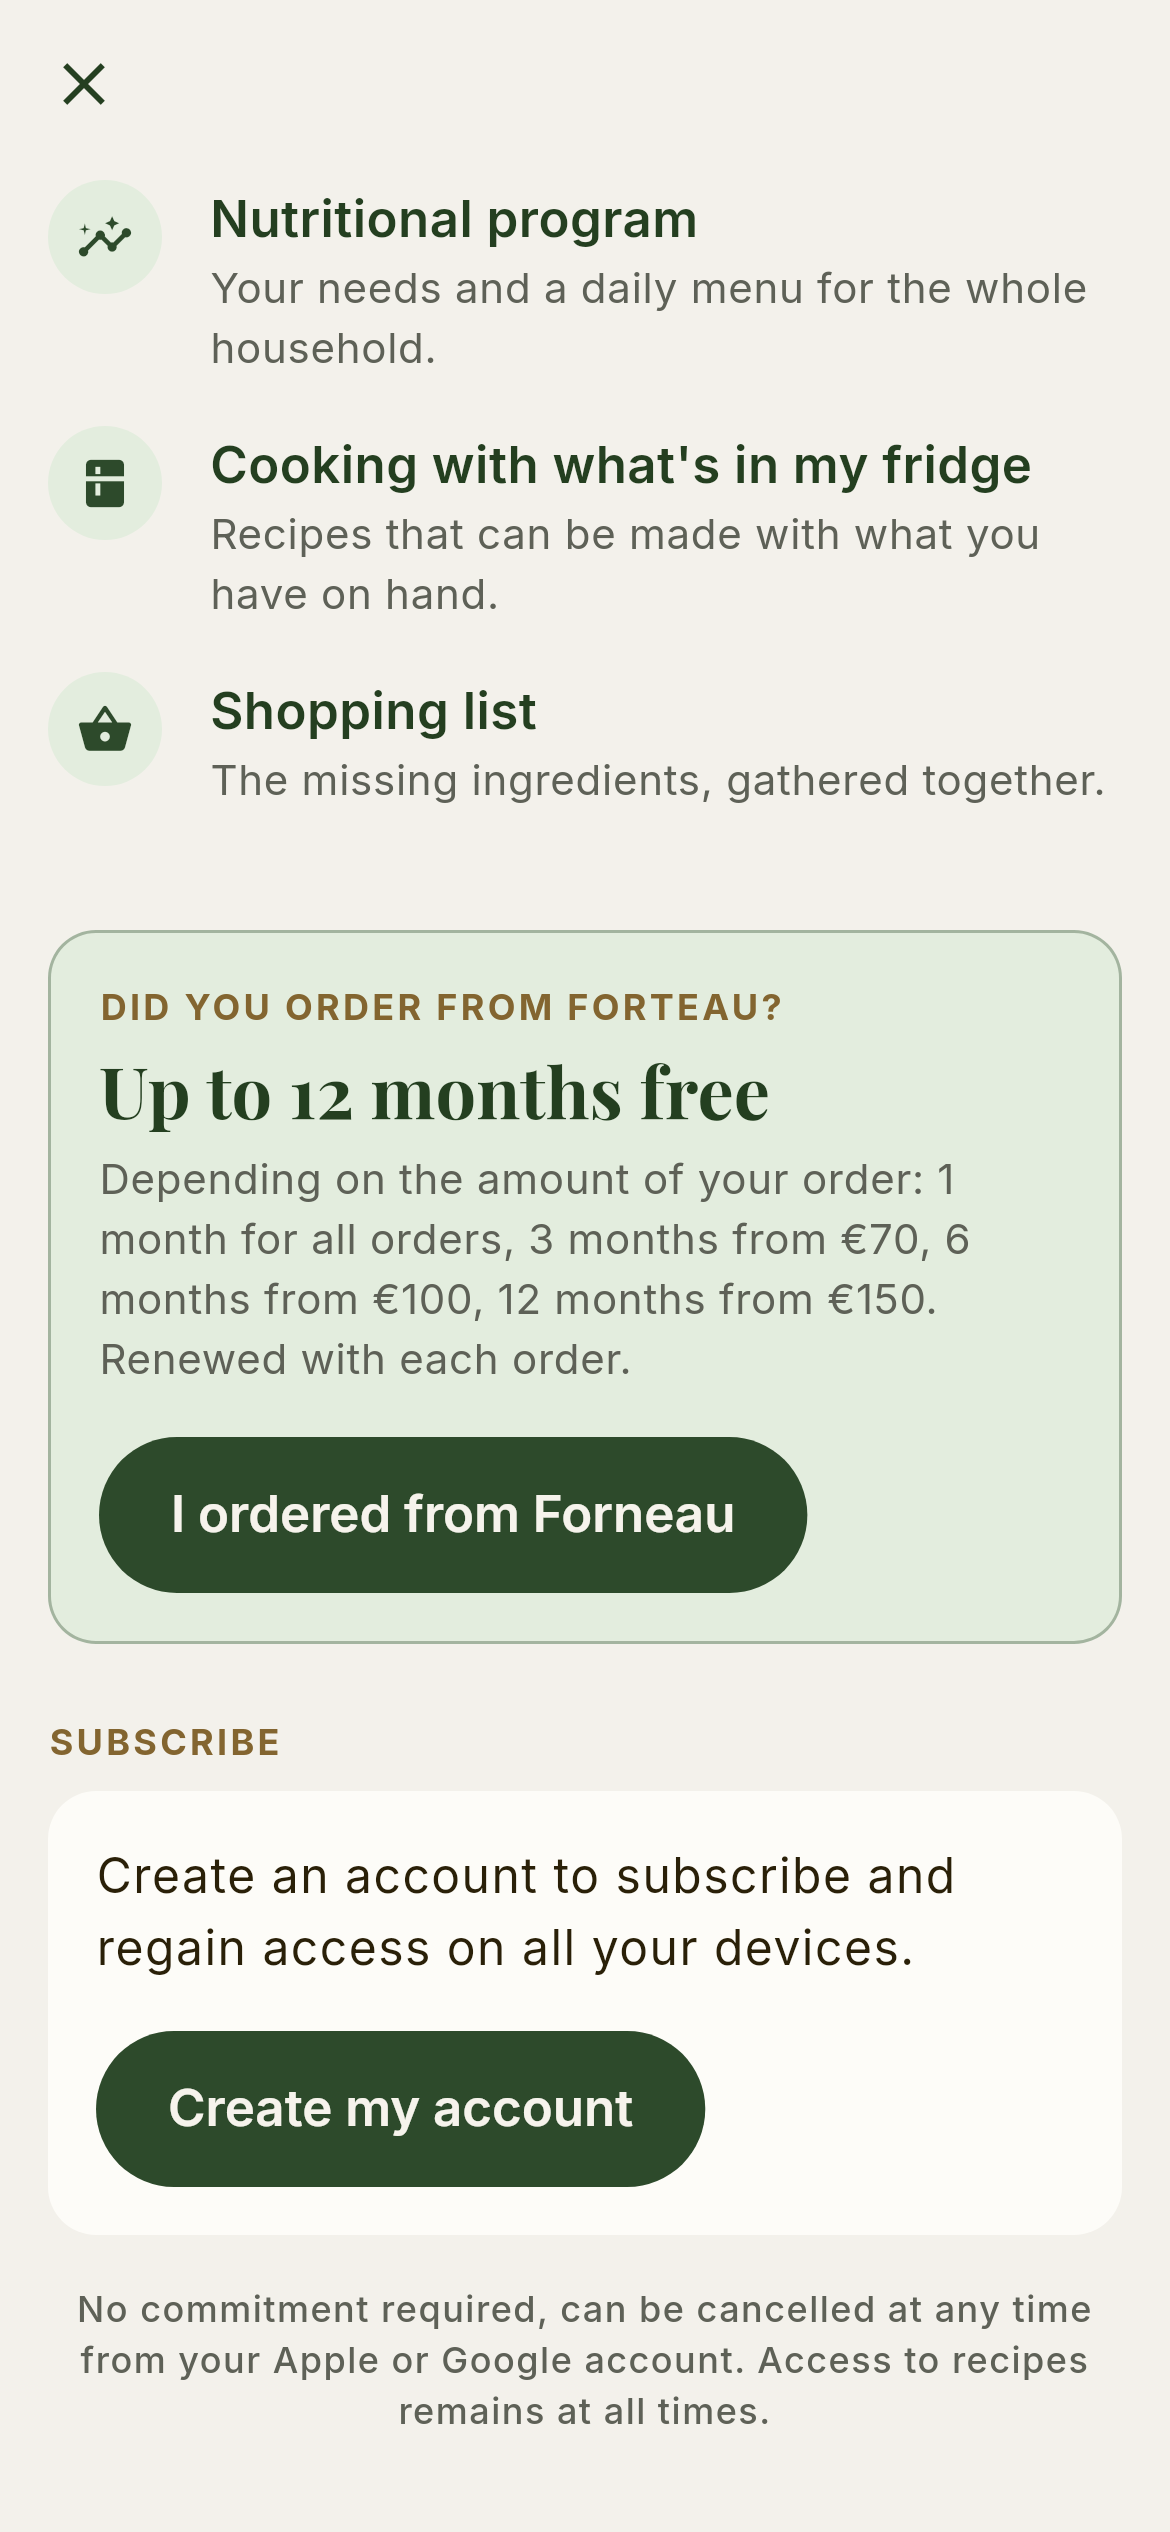 Nutritional program
Your needs and a daily menu for the whole
household.
Cooking with what's in my fridge
Recipes that can be made with what you
have on hand.
Shopping list
The missing ingredients, gathered together.
DID YOU ORDER FROM FORTEAU?
Up to 12 months free
Depending on the amount of your order: 1
month for all orders, 3 months from €70, 6
months from €100, 12 months from €150.
Renewed with each order.
I ordered from Forneau
SUBSCRIBE
Create an account to subscribe and
regain access on all your devices.
Create my account
No commitment required, can be cancelled at any time
from your Apple or Google account. Access to recipes
remains at all times.